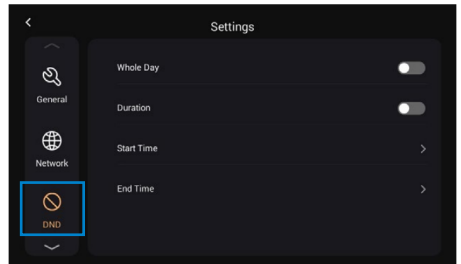 Settings
General
Network
DND
Whole Day
Duration
Start Time
End Time